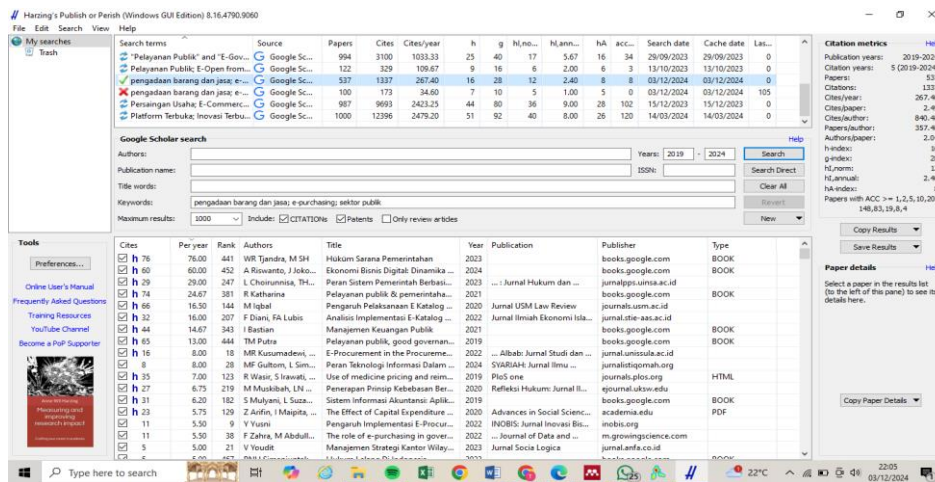 Harzing's Publish or Perish (Windows GUI Edition) 8.16.4790.9060
File Edit Search View Help
My searches
Trash
Search terms Source Papers Cites Cites/year h g hI,no... hI,ann... hA acc... Search date Cache date Las...
"Pelayanan Publik" and "E-Gov... Google Sc... 994 3100 1033.33 25 40 17 5.67 16 34 29/09/2023 29/09/2023 0
Pelayanan Publik; E-Open from... Google Sc... 122 329 109.67 9 16 6 2.00 6 3 13/10/2023 13/10/2023 0
pengadaan barang dan jasa; e-... Google Sc... 537 1337 267.40 16 28 12 2.40 8 8 03/12/2024 03/12/2024 0
pengadaan barang dan jasa; e-... Google Sc... 100 173 34.60 7 10 5 1.00 5 0 03/12/2024 03/12/2024 105
Persaingan Usaha; E-Commerc... Google Sc... 987 9693 2423.25 44 80 36 9.00 28 102 15/12/2023 15/12/2023 0
Platform Terbuka; Inovasi Terbu... Google Sc... 1000 12396 2479.20 51 92 40 8.00 26 120 14/03/2024 14/03/2024 0
Google Scholar search Help
Authors: Years: 2019 - 2024 Search
Publication name: ISSN: Search Direct
Title words: Clear All
Keywords: pengadaan barang dan jasa; e-purchasing; sektor publik Revert
Maximum results: 1000 Include: CITATIONs Patents Only review articles New
Tools
Preferences...
Online User's Manual
Frequently Asked Questions
Training Resources
YouTube Channel
Become a PoP Supporter
Measuring and
improving
research impact
Cites Per year Rank Authors Title Year Publication Publisher Type
h 76 76.00 441 WR Tjandra, M SH Hukum Sarana Pemerintahan 2023 books.google.com BOOK
h 60 60.00 452 A Riswanto, J Joko... Ekonomi Bisnis Digital: Dinamika ... 2024 books.google.com BOOK
h 29 29.00 247 L Choirunnisa, TH... Peran Sistem Pemerintah Berbasi... 2023 ... : Jurnal Hukum dan ... jurnalpps.uinsa.ac.id
h 74 24.67 381 R Katharina Pelayanan publik & pemerintaha... 2021 books.google.com BOOK
h 66 16.50 144 M Iqbal Pengaruh Pelaksanaan E Katalog ... 2020 Jurnal USM Law Review journals.usm.ac.id
h 32 16.00 207 F Diani, FA Lubis Analisis Implementasi E-Katalog ... 2022 Jurnal Ilmiah Ekonomi Isla... jurnal.stie-aas.ac.id
h 44 14.67 343 I Bastian Manajemen Keuangan Publik 2021 books.google.com BOOK
h 65 13.00 444 TM Putra Pelayanan publik, good governan... 2019 books.google.com BOOK
h 16 8.00 18 MR Kusumadewi, ... E-Procurement in the Procureme... 2022 ... Albab: Jurnal Studi dan ... jurnal.unissula.ac.id
8 8.00 28 MF Gultom, L Sim... Peran Teknologi Informasi Dalam ... 2024 SYARIAH: Jurnal Ilmu ... jurnalistiqomah.org
h 35 7.00 123 R Wasir, S Irawati, ... Use of medicine pricing and reim... 2019 PloS one journals.plos.org HTML
h 27 6.75 219 M Muskibah, LN ... Penerapan Prinsip Kebebasan Ber... 2020 Refleksi Hukum: Jurnal Il... ejournal.uksw.edu
h 31 6.20 182 S Mulyani, L Suza... Sistem Informasi Akuntansi: Aplik... 2019 books.google.com BOOK
h 23 5.75 129 Z Arifin, I Maipita, ... The Effect of Capital Expenditure ... 2020 Advances in Social Scienc... academia.edu PDF
11 5.50 9 Y Yusni Pengaruh Implementasi E-Procur... 2022 INOBIS: Jurnal Inovasi Bis... inobis.org
11 5.50 38 F Zahra, M Abdull... The role of e-purchasing in gover... 2022 ... Journal of Data and ... m.growingscience.com
5 5.00 21 V Youdit Manajemen Strategi Kantor Wilay... 2023 Jurnal Socia Logica jurnal.anfa.co.id
Citation metrics Help
Publication years: 2019-202
Citation years: 5 (2019-2024
Papers: 53
Citations: 133
Cites/year: 267.4
Cites/paper: 2.4
Cites/author: 840.4
Papers/author: 357.4
Authors/paper: 2.0
h-index: 1
g-index: 2
hI,norm: 1
hI,annual: 2.4
hA-index:
Papers with ACC >= 1,2,5,10,20
148,83,19,8,4
Copy Results
Save Results
Paper details
Select a paper in the results list
(to the left of this pane) to see its
details here.
Copy Paper Details
Type here to search
22°C
22:05
03/12/2024